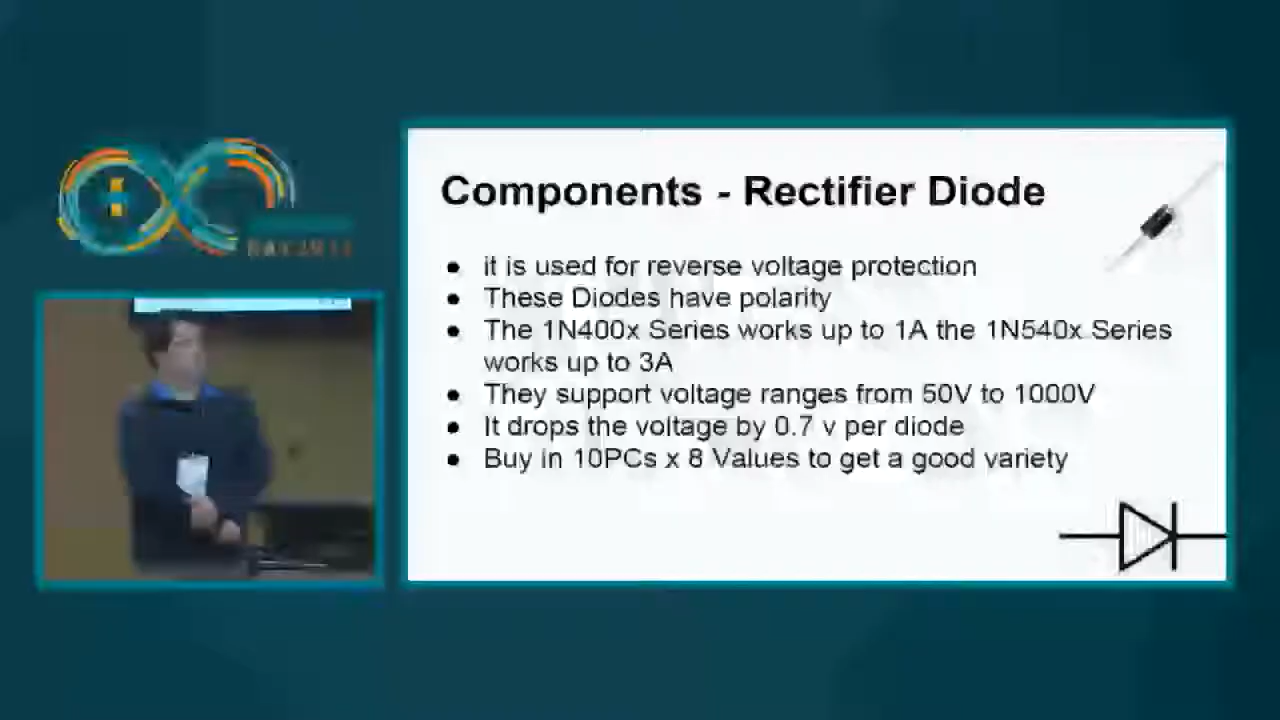 Components - Rectifier Diode
● it is used for reverse voltage protection
● These Diodes have polarity
● The 1N400x Series works up to 1A the 1N540x Series
works up to 3A
● They support voltage ranges from 50V to 1000V
● It drops the voltage by 0.7 v per diode
● Buy in 10PCs x 8 Values to get a good variety